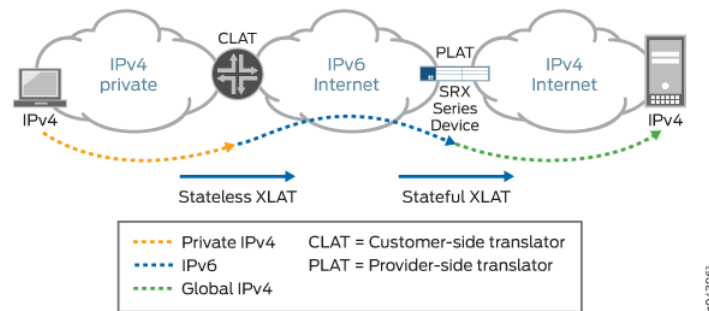 CLAT
PLAT
IPv4
private
IPv6
Internet
IPv4
Internet
SRX
Series
Device
IPv4
IPv4
Stateless XLAT
Stateful XLAT
Private IPv4
CLAT = Customer-side translator
IPv6
PLAT = Provider-side translator
Global IPv4